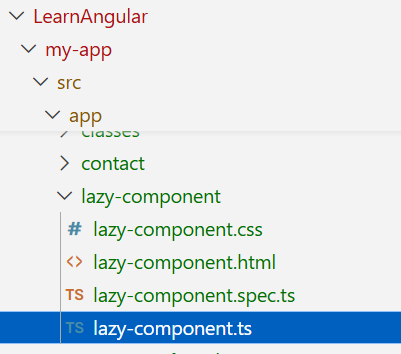 LearnAngular
my-app
src
app
classes
contact
lazy-component
# lazy-component.css
<> lazy-component.html
TS lazy-component.spec.ts
TS lazy-component.ts